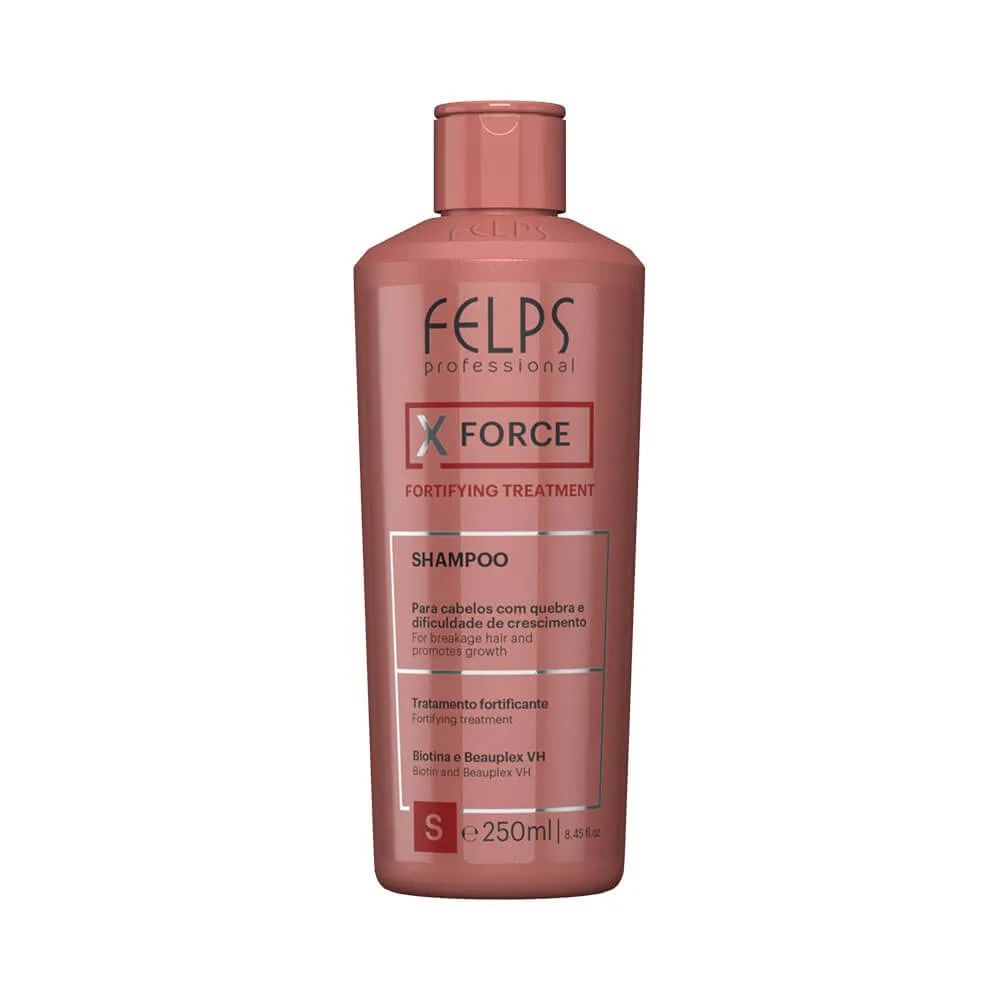 FELPS
FELPS
professional
X FORCE
FORTIFYING TREATMENT
SHAMPOO
Para cabelos com quebra e
dificuldade de crescimento
For breakage hair and
promotes growth
Tratamento fortificante
Fortifying treatment
Biotina e Beauplex VH
Biotin and Beauplex VH
S ℮ 250ml | 8.45 fl oz